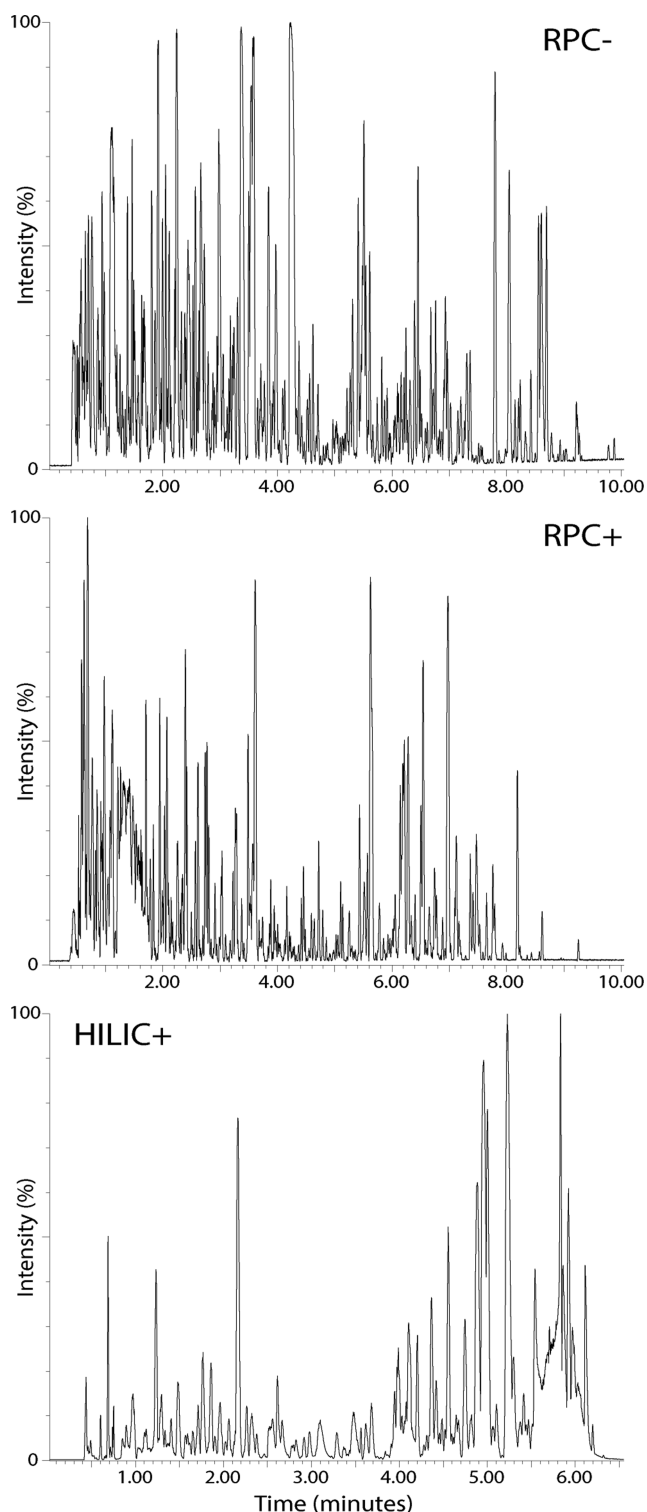 100
RPC-
Intensity (%)
0
2.00 4.00 6.00 8.00 10.00
100
RPC+
Intensity (%)
0
2.00 4.00 6.00 8.00 10.00
100
HILIC+
Intensity (%)
0
1.00 2.00 3.00 4.00 5.00 6.00
Time (minutes)